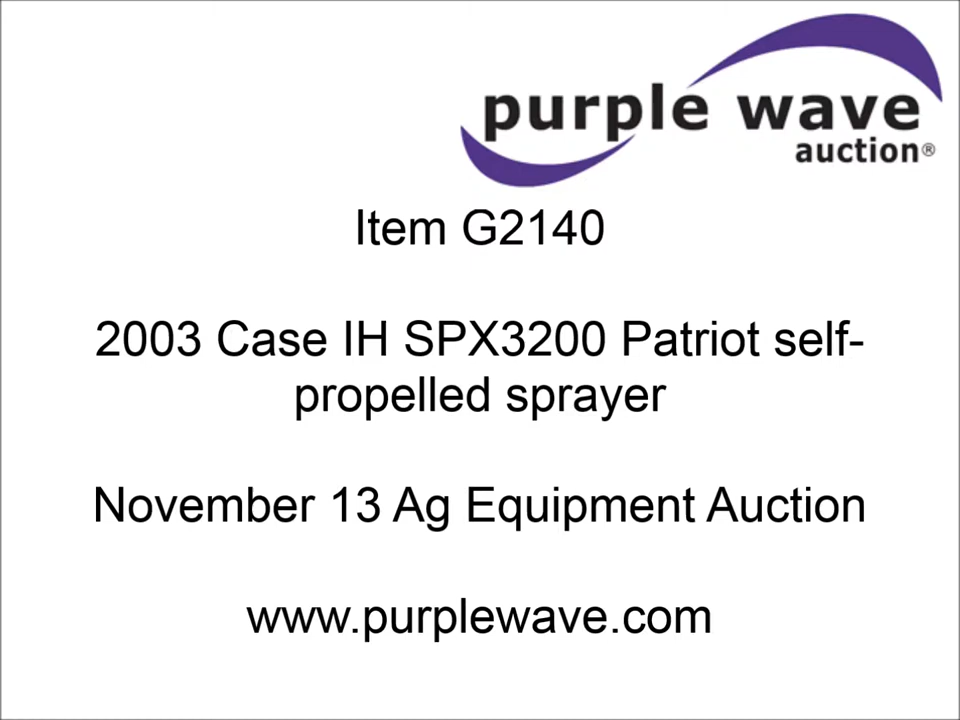 purple wave
auction®
Item G2140
2003 Case IH SPX3200 Patriot self-
propelled sprayer
November 13 Ag Equipment Auction
www.purplewave.com